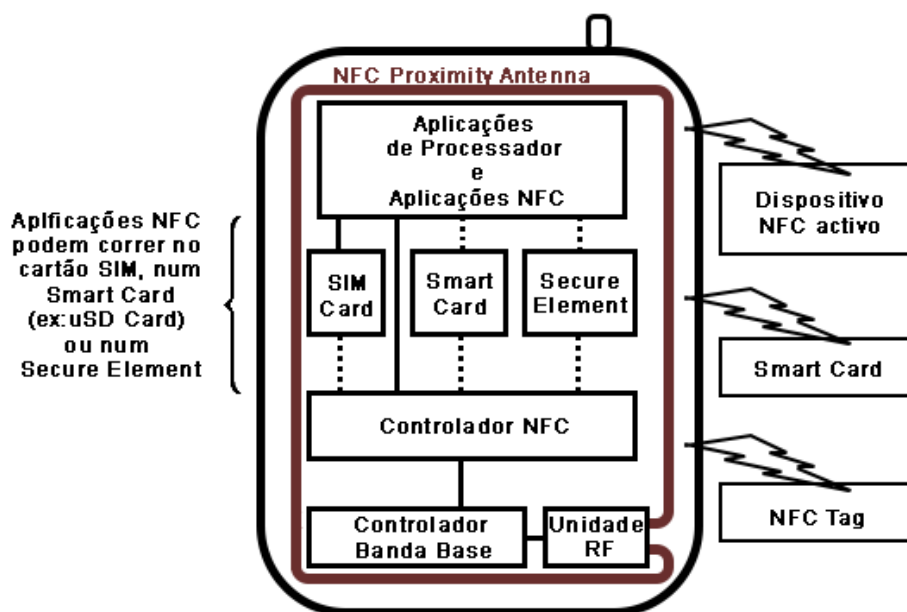 NFC Proximity Antenna
Aplicações
de Processador
e
Aplicações NFC
Aplficações NFC
podem correr no
cartão SIM, num
Smart Card
(ex:uSD Card)
ou num
Secure Element
SIM
Card
Smart
Card
Secure
Element
Controlador NFC
Controlador
Banda Base
Unidade
RF
Dispositivo
NFC activo
Smart Card
NFC Tag